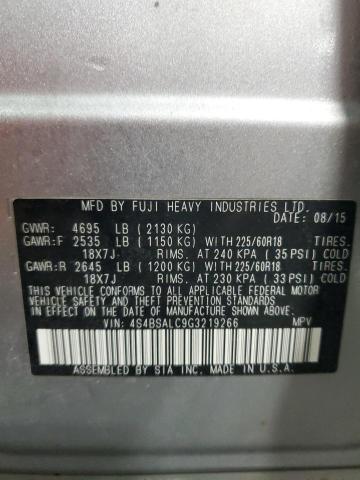 MFD BY FUJI HEAVY INDUSTRIES LTD.
DATE: 08/15
GVWR: 4695 LB (2130 KG)
GAWR:F 2535 LB (1150 KG) WITH 225/60R18 TIRES.
18X7J RIMS. AT 240 KPA (35 PSI) COLD
GAWR:R 2645 LB (1200 KG) WITH 225/60R18 TIRES.
18X7J RIMS. AT 230 KPA (33 PSI) COLD
THIS VEHICLE CONFORMS TO ALL APPLICABLE FEDERAL MOTOR
VEHICLE SAFETY, BUMPER, AND THEFT PREVENTION STANDARDS
IN EFFECT ON THE DATE OF MANUFACTURE SHOWN ABOVE.
VIN: 4S4BSALC9G3219266 MPV
ASSEMBLED BY SIA INC. MADE IN U.S.A.